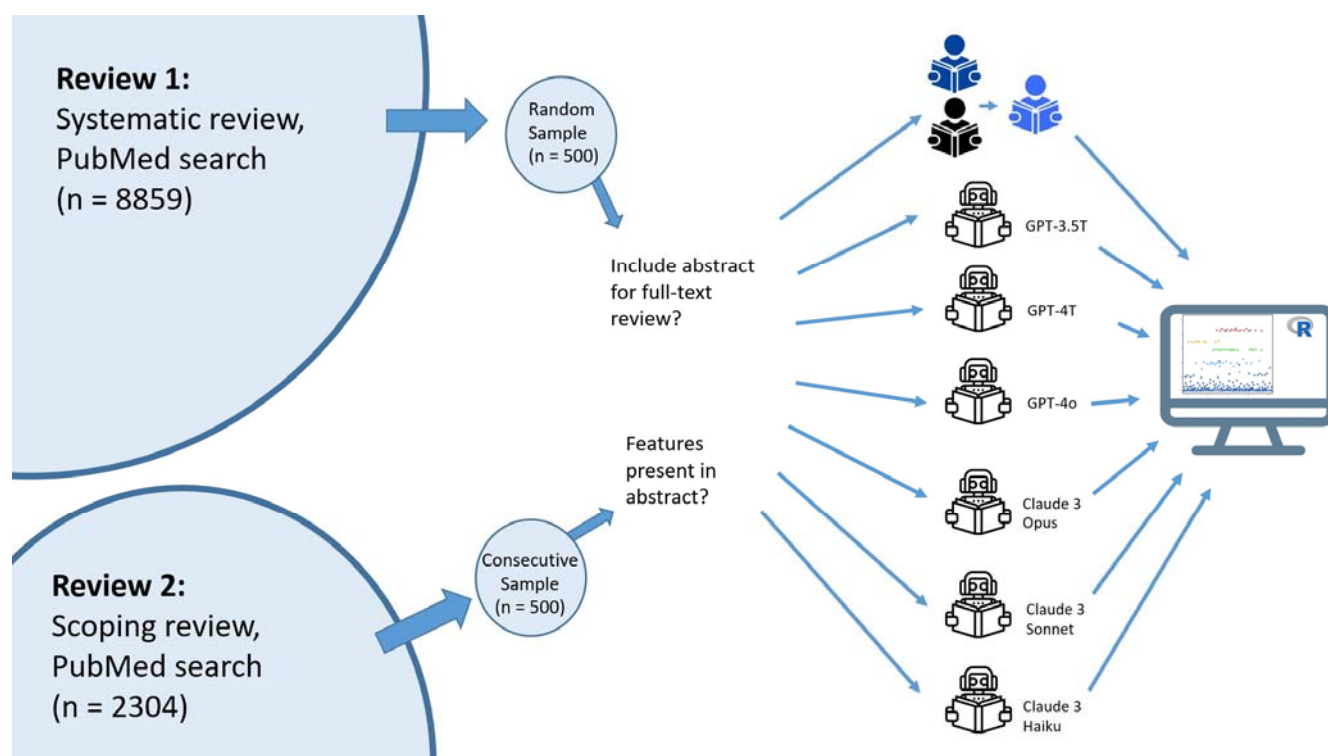 Review 1:
Systematic review,
PubMed search
(n = 8859)
Random
Sample
(n = 500)
Include abstract
for full-text
review?
Features
present in
abstract?
Consecutive
Sample
(n = 500)
Review 2:
Scoping review,
PubMed search
(n = 2304)
GPT-3.5T
GPT-4T
GPT-4o
Claude 3
Opus
Claude 3
Sonnet
Claude 3
Haiku
R